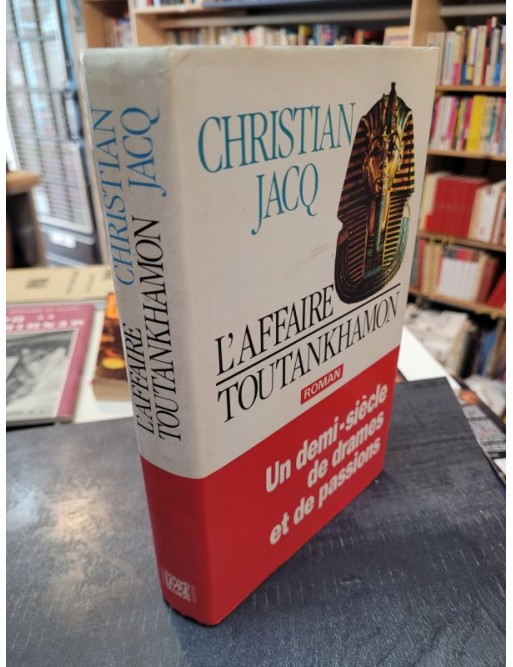 CHRISTIAN
JACQ
L'AFFAIRE
TOUTANKHAMON
ROMAN
Un demi-siècle
de drames
et de passions
CHRISTIAN
JACQ
L'AFFAIRE
TOUTANKHAMON